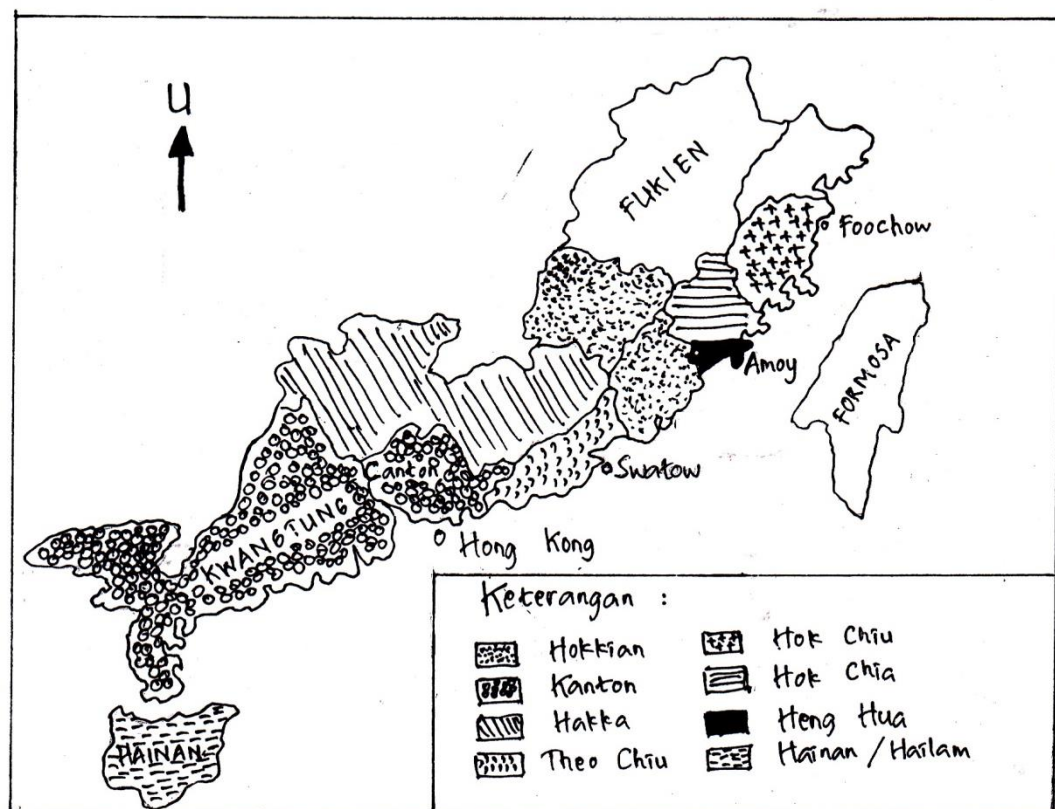 U
FUKIEN
Foochow
Amoy
FORMOSA
Swatow
Canton
KWANGTUNG
Hong Kong
HAINAN
Keterangan :
Hokkian
Kanton
Hakka
Theo Chiu
Hok Chiu
Hok Chia
Heng Hua
Hainan / Hailam